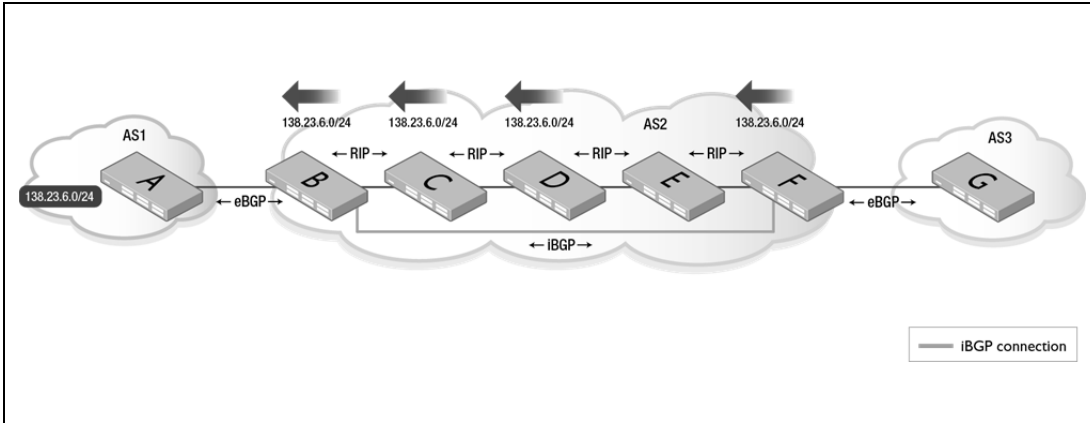 138.23.6.0/24 138.23.6.0/24 138.23.6.0/24 138.23.6.0/24
AS1 AS2 AS3
← RIP → ← RIP → ← RIP → ← RIP →
A B C D E F G
138.23.6.0/24
← eBGP → ← eBGP →
← iBGP →
iBGP connection